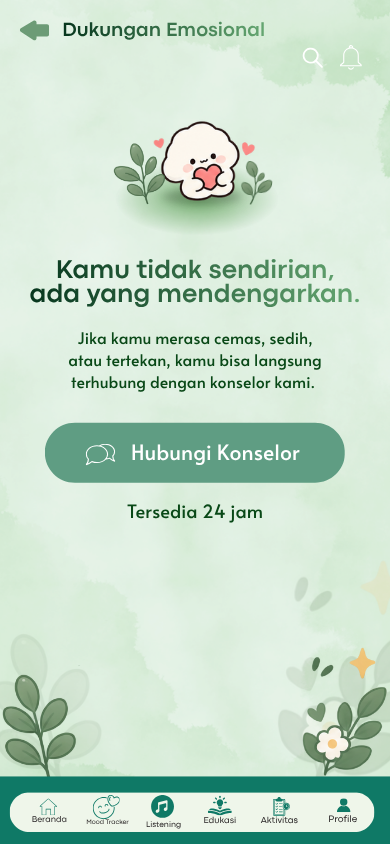 Dukungan Emosional
Kamu tidak sendirian,
ada yang mendengarkan.
Jika kamu merasa cemas, sedih,
atau tertekan, kamu bisa langsung
terhubung dengan konselor kami.
Hubungi Konselor
Tersedia 24 jam
Beranda
Mood Tracker
Listening
Edukasi
Aktivitas
Profile